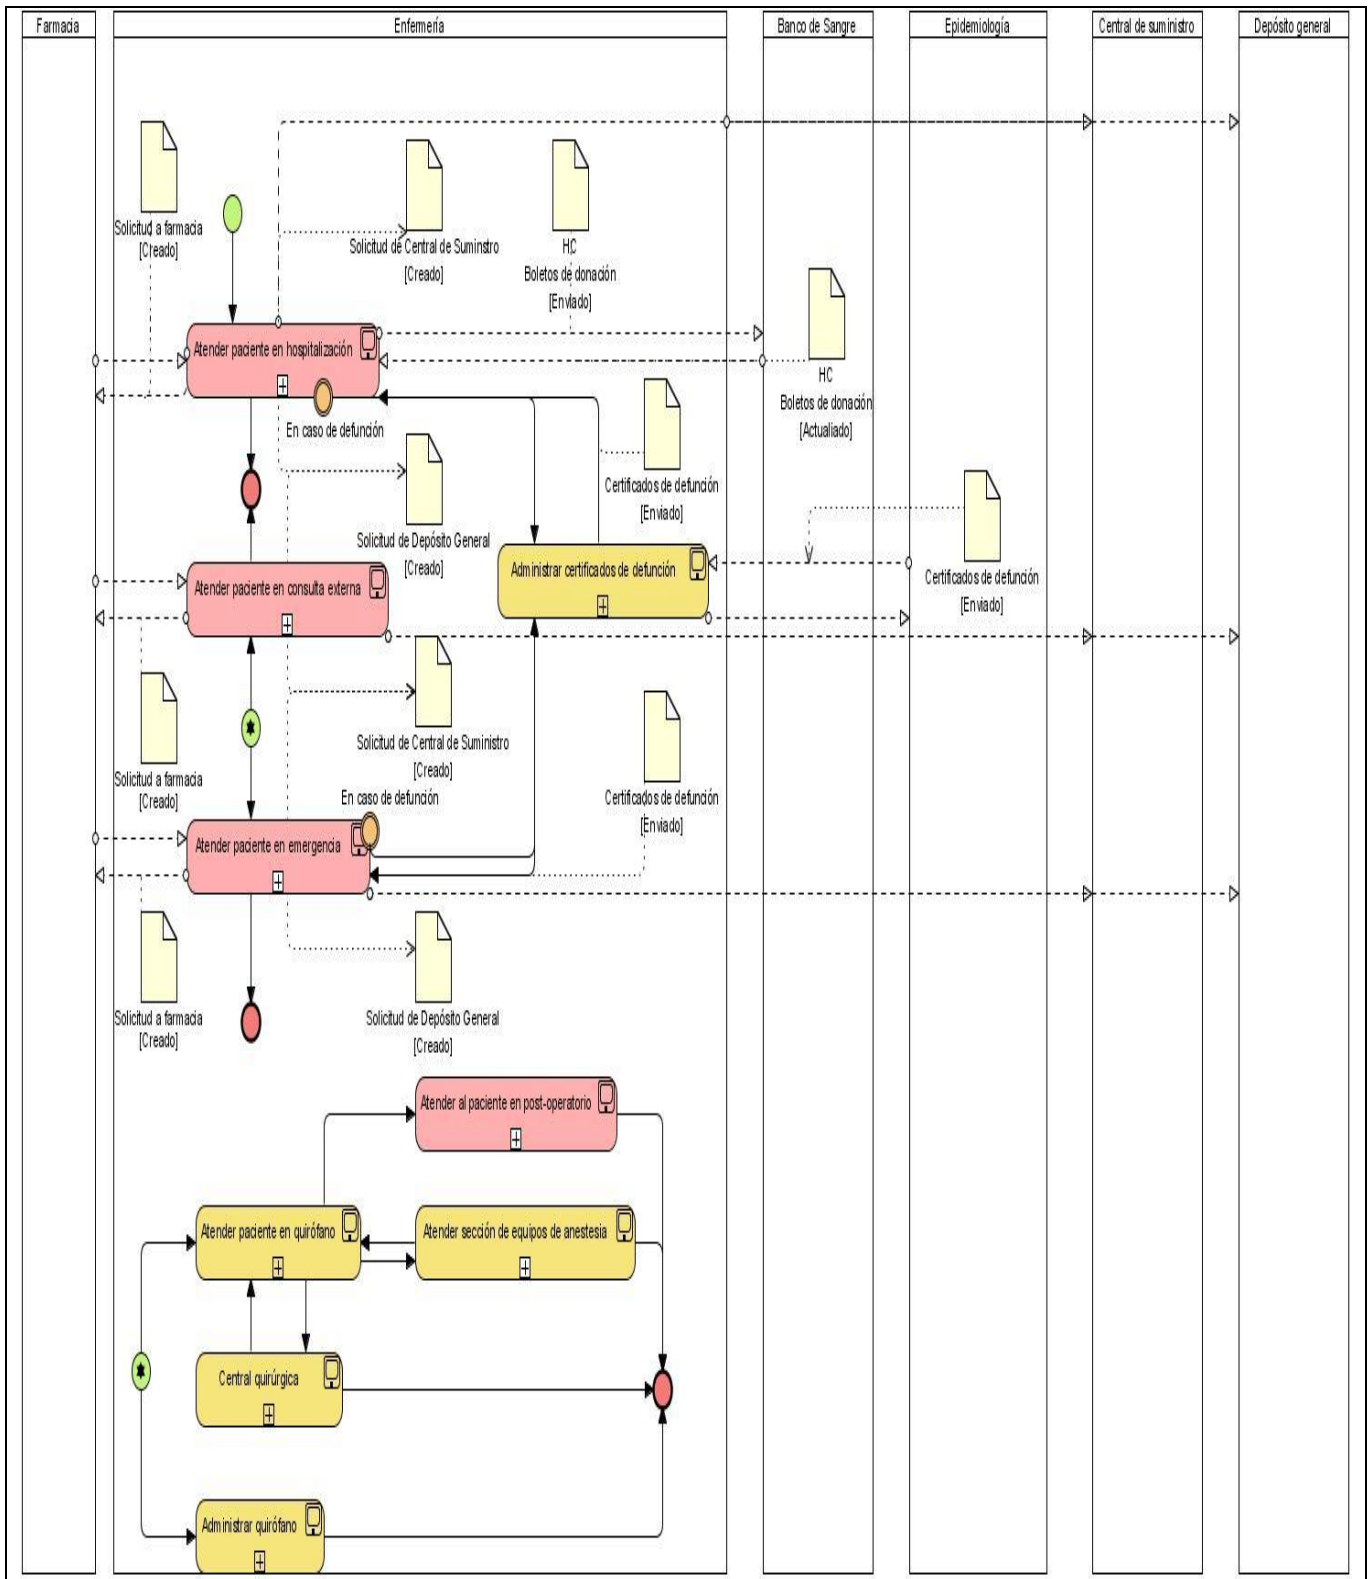 Farmacia
Enfermería
Banco de Sangre
Epidemiología
Central de suministro
Depósito general
Solicitud a farmacia
[Creado]
Solicitud de Central de Suminstro
[Creado]
HC
Boletos de donación
[Enviado]
Atender paciente en hospitalización
HC
Boletos de donación
[Actualiado]
En caso de defunción
Certificados de defunción
[Enviado]
Solicitud de Depósito General
[Creado]
Administrar certificados de defunción
Certificados de defunción
[Enviado]
Atender paciente en consulta externa
Solicitud a farmacia
[Creado]
Solicitud de Central de Suministro
[Creado]
Certificados de defunción
[Enviado]
En caso de defunción
Atender paciente en emergencia
Solicitud a farmacia
[Creado]
Solicitud de Depósito General
[Creado]
Atender al paciente en post-operatorio
Atender paciente en quirófano
Atender sección de equipos de anestesia
Central quirúrgica
Administrar quirófano